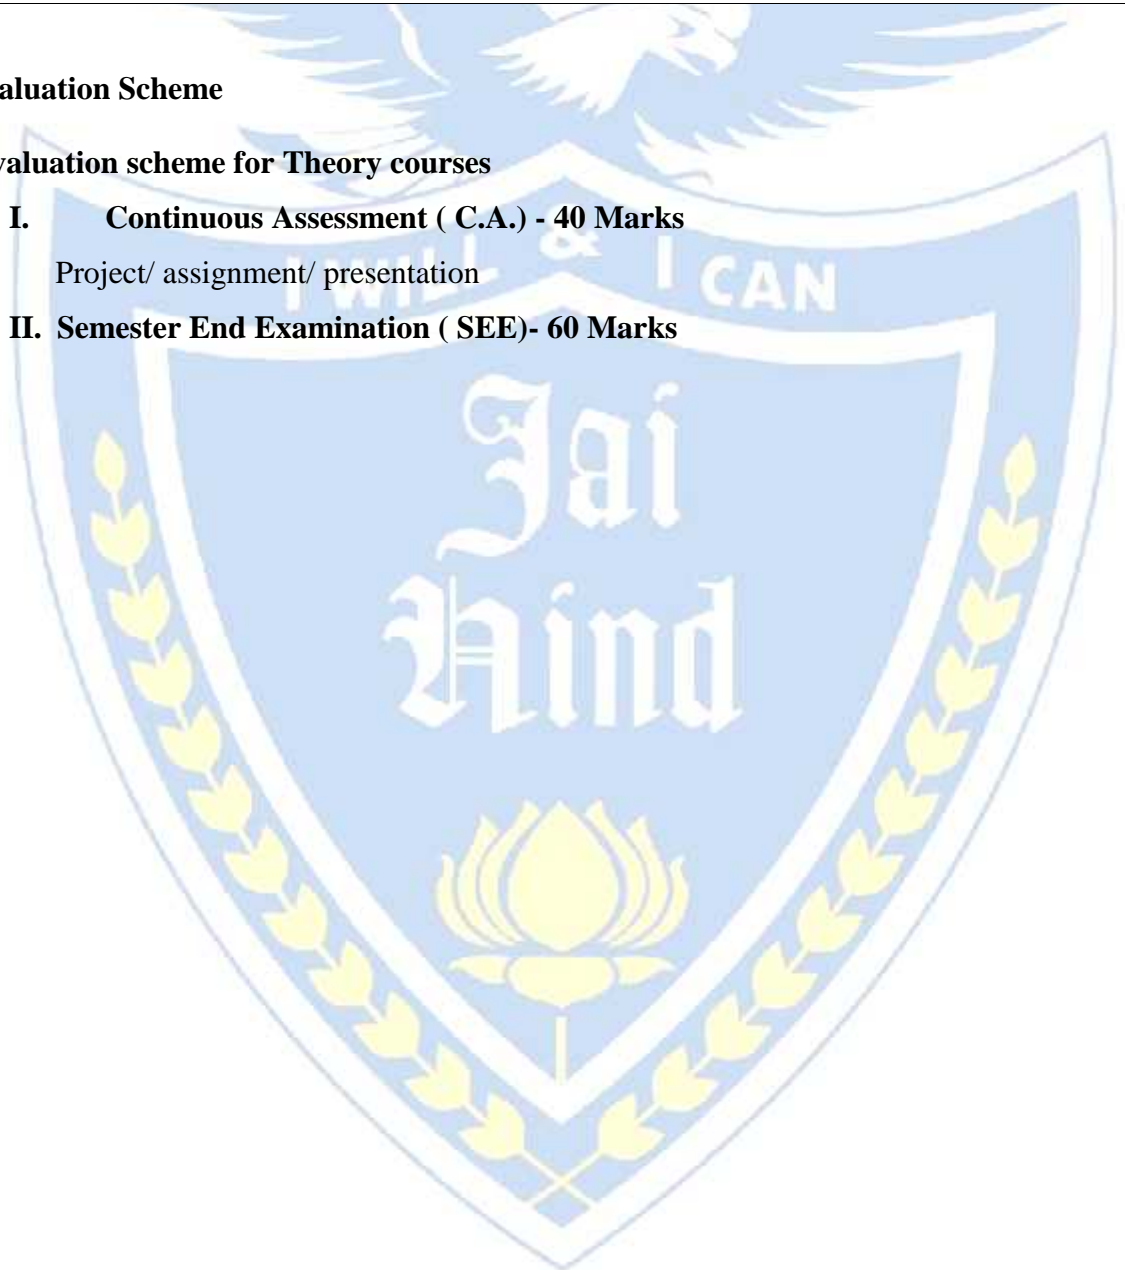 aluation Scheme
valuation scheme for Theory courses
I. Continuous Assessment ( C.A.) - 40 Marks
Project/ assignment/ presentation
II. Semester End Examination ( SEE)- 60 Marks
I WILL & I CAN
Jai
Hind